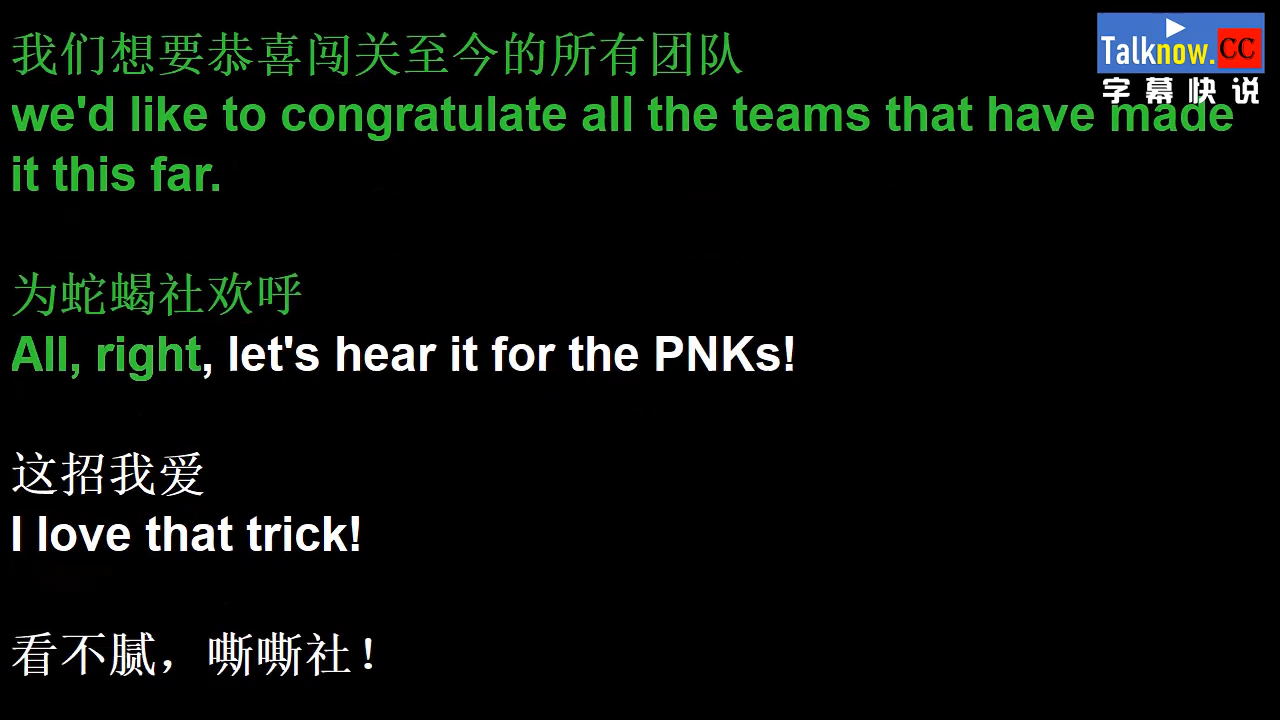 我们想要恭喜闯关至今的所有团队
we'd like to congratulate all the teams that have made
it this far.
为蛇蝎社欢呼
All, right, let's hear it for the PNKs!
这招我爱
I love that trick!
看不腻，嘶嘶社！
Talknow.CC
字幕快说